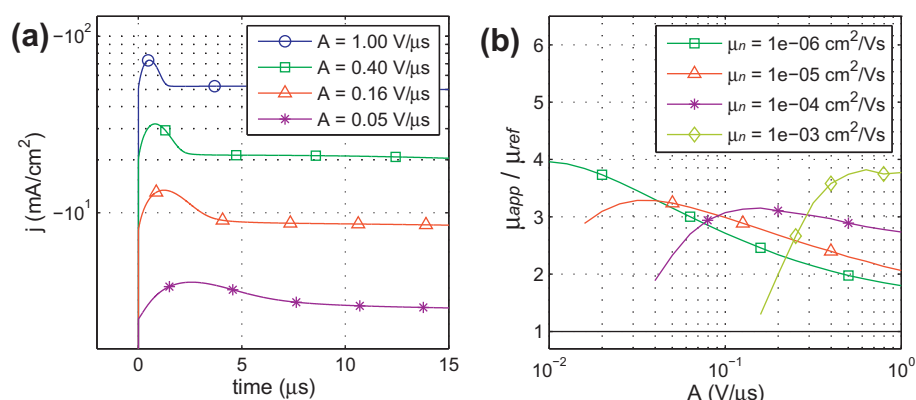 (a)
−10²
−10¹
j (mA/cm²)
A = 1.00 V/μs
A = 0.40 V/μs
A = 0.16 V/μs
A = 0.05 V/μs
0
5
10
15
time (μs)
(b)
6
5
4
3
2
1
μapp / μref
μn = 1e−06 cm²/Vs
μn = 1e−05 cm²/Vs
μn = 1e−04 cm²/Vs
μn = 1e−03 cm²/Vs
10⁻²
10⁻¹
10⁰
A (V/μs)